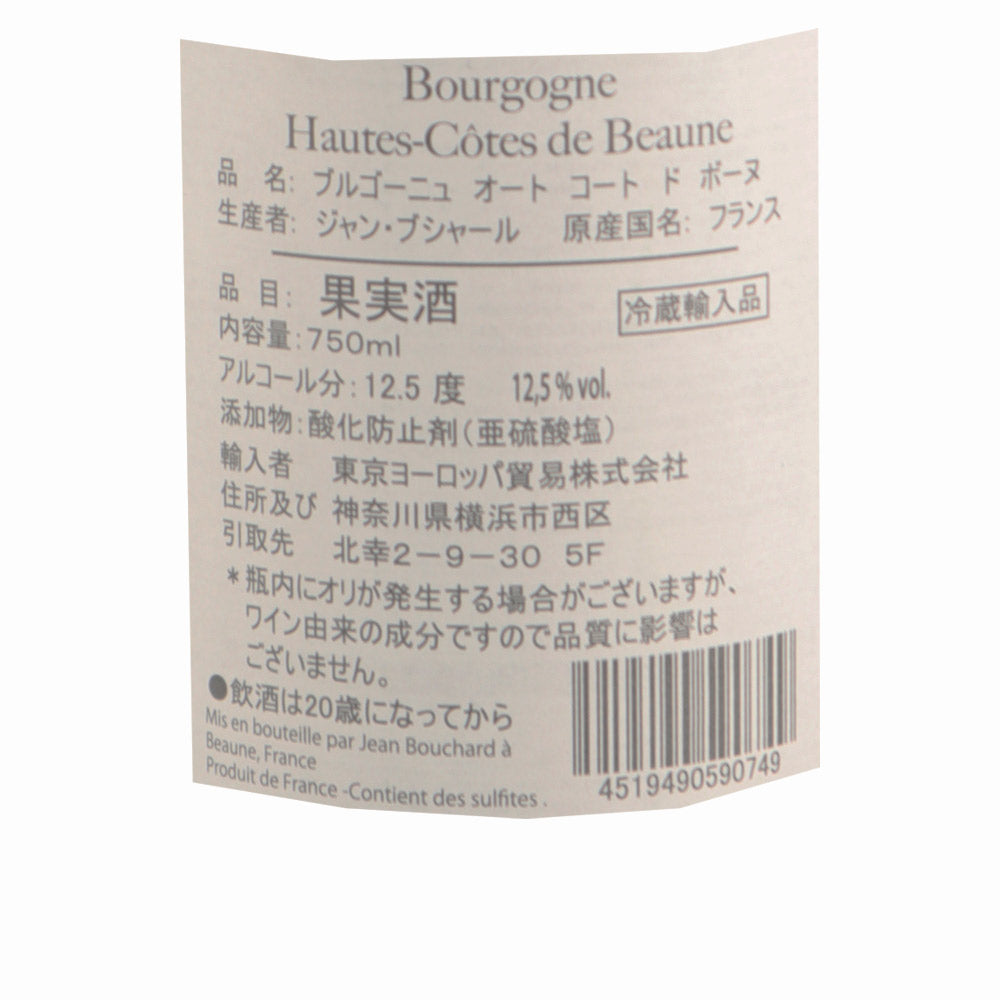 Bourgogne
Hautes-Côtes de Beaune
品 名: ブルゴーニュ オート コート ド ボーヌ
生産者: ジャン・ブシャール 原産国名: フランス
品 目: 果実酒
冷蔵輸入品
内容量:750ml
アルコール分:12.5 度 12,5 % vol.
添加物:酸化防止剤(亜硫酸塩)
輸入者 東京ヨーロッパ貿易株式会社
住所及び 神奈川県横浜市西区
引取先 北幸2-9-30 5F
*瓶内にオリが発生する場合がございますが、
ワイン由来の成分ですので品質に影響は
ございません。
●飲酒は20歳になってから
Mis en bouteille par Jean Bouchard à
Beaune, France
Produit de France -Contient des sulfites .
4519490590749